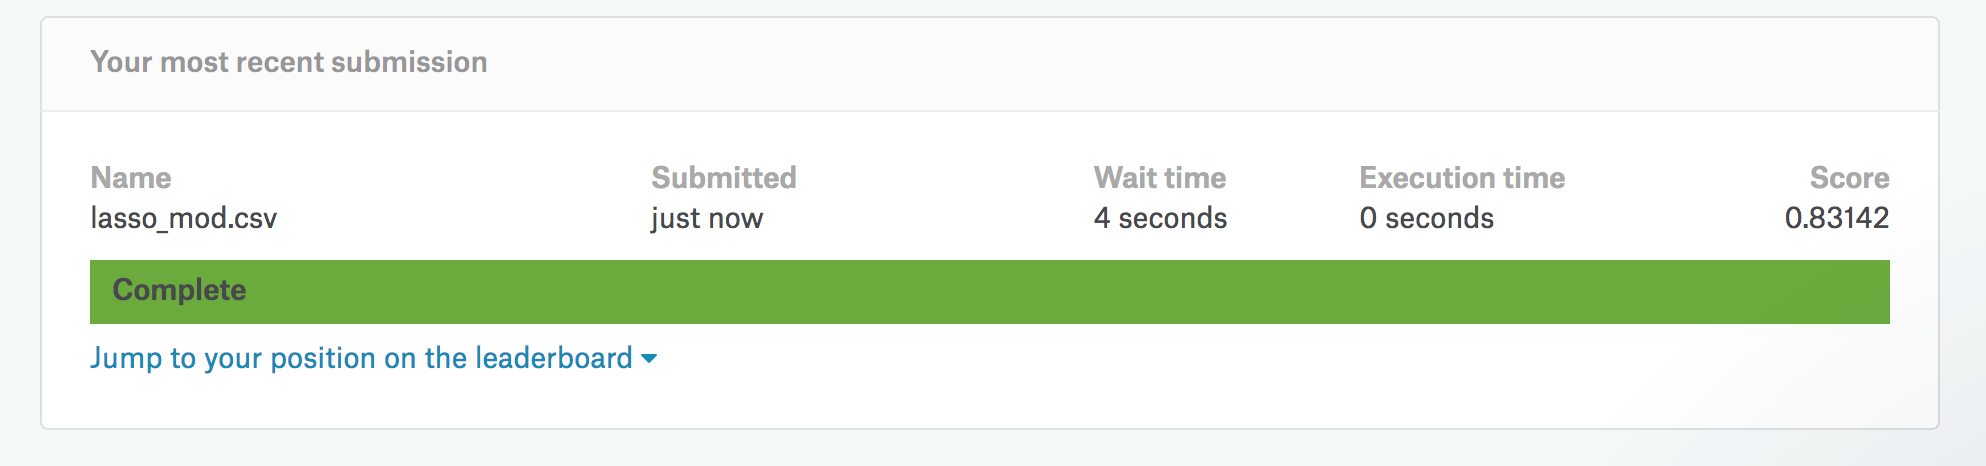 Your most recent submission
Name Submitted Wait time Execution time Score
lasso_mod.csv just now 4 seconds 0 seconds 0.83142
Complete
Jump to your position on the leaderboard